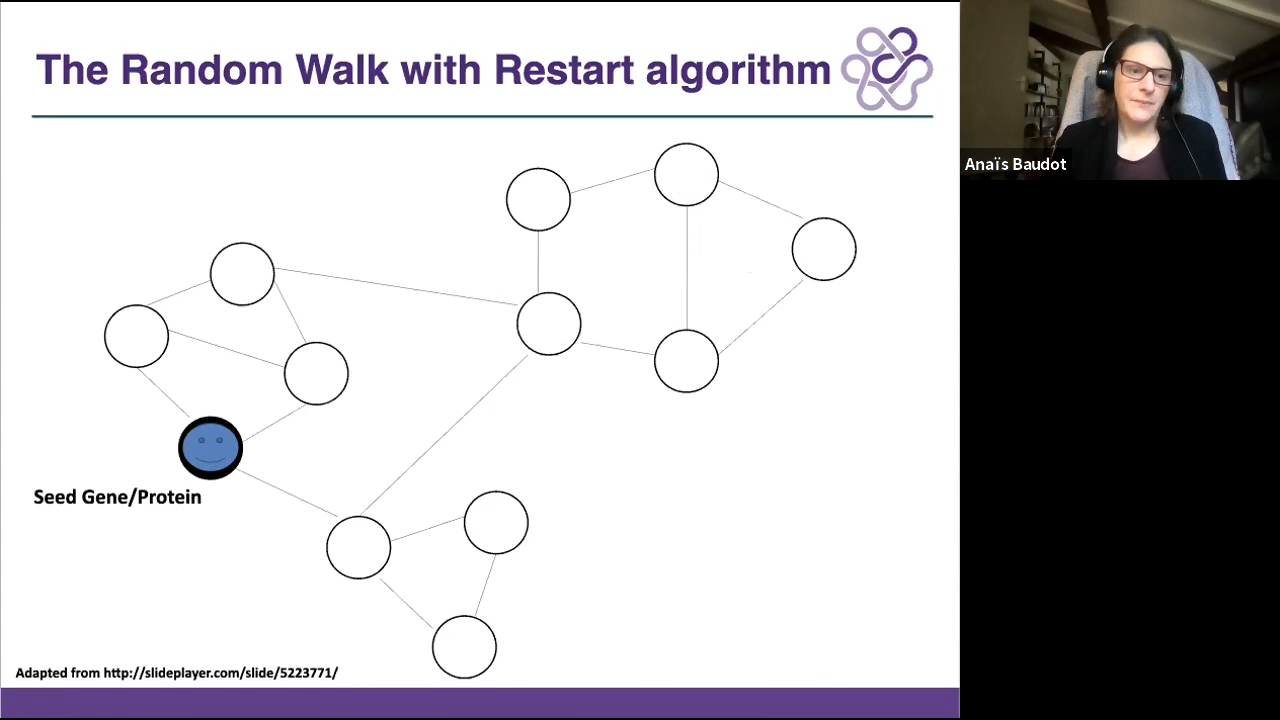 The Random Walk with Restart algorithm
Anaïs Baudot
Seed Gene/Protein
Adapted from http://slideplayer.com/slide/5223771/